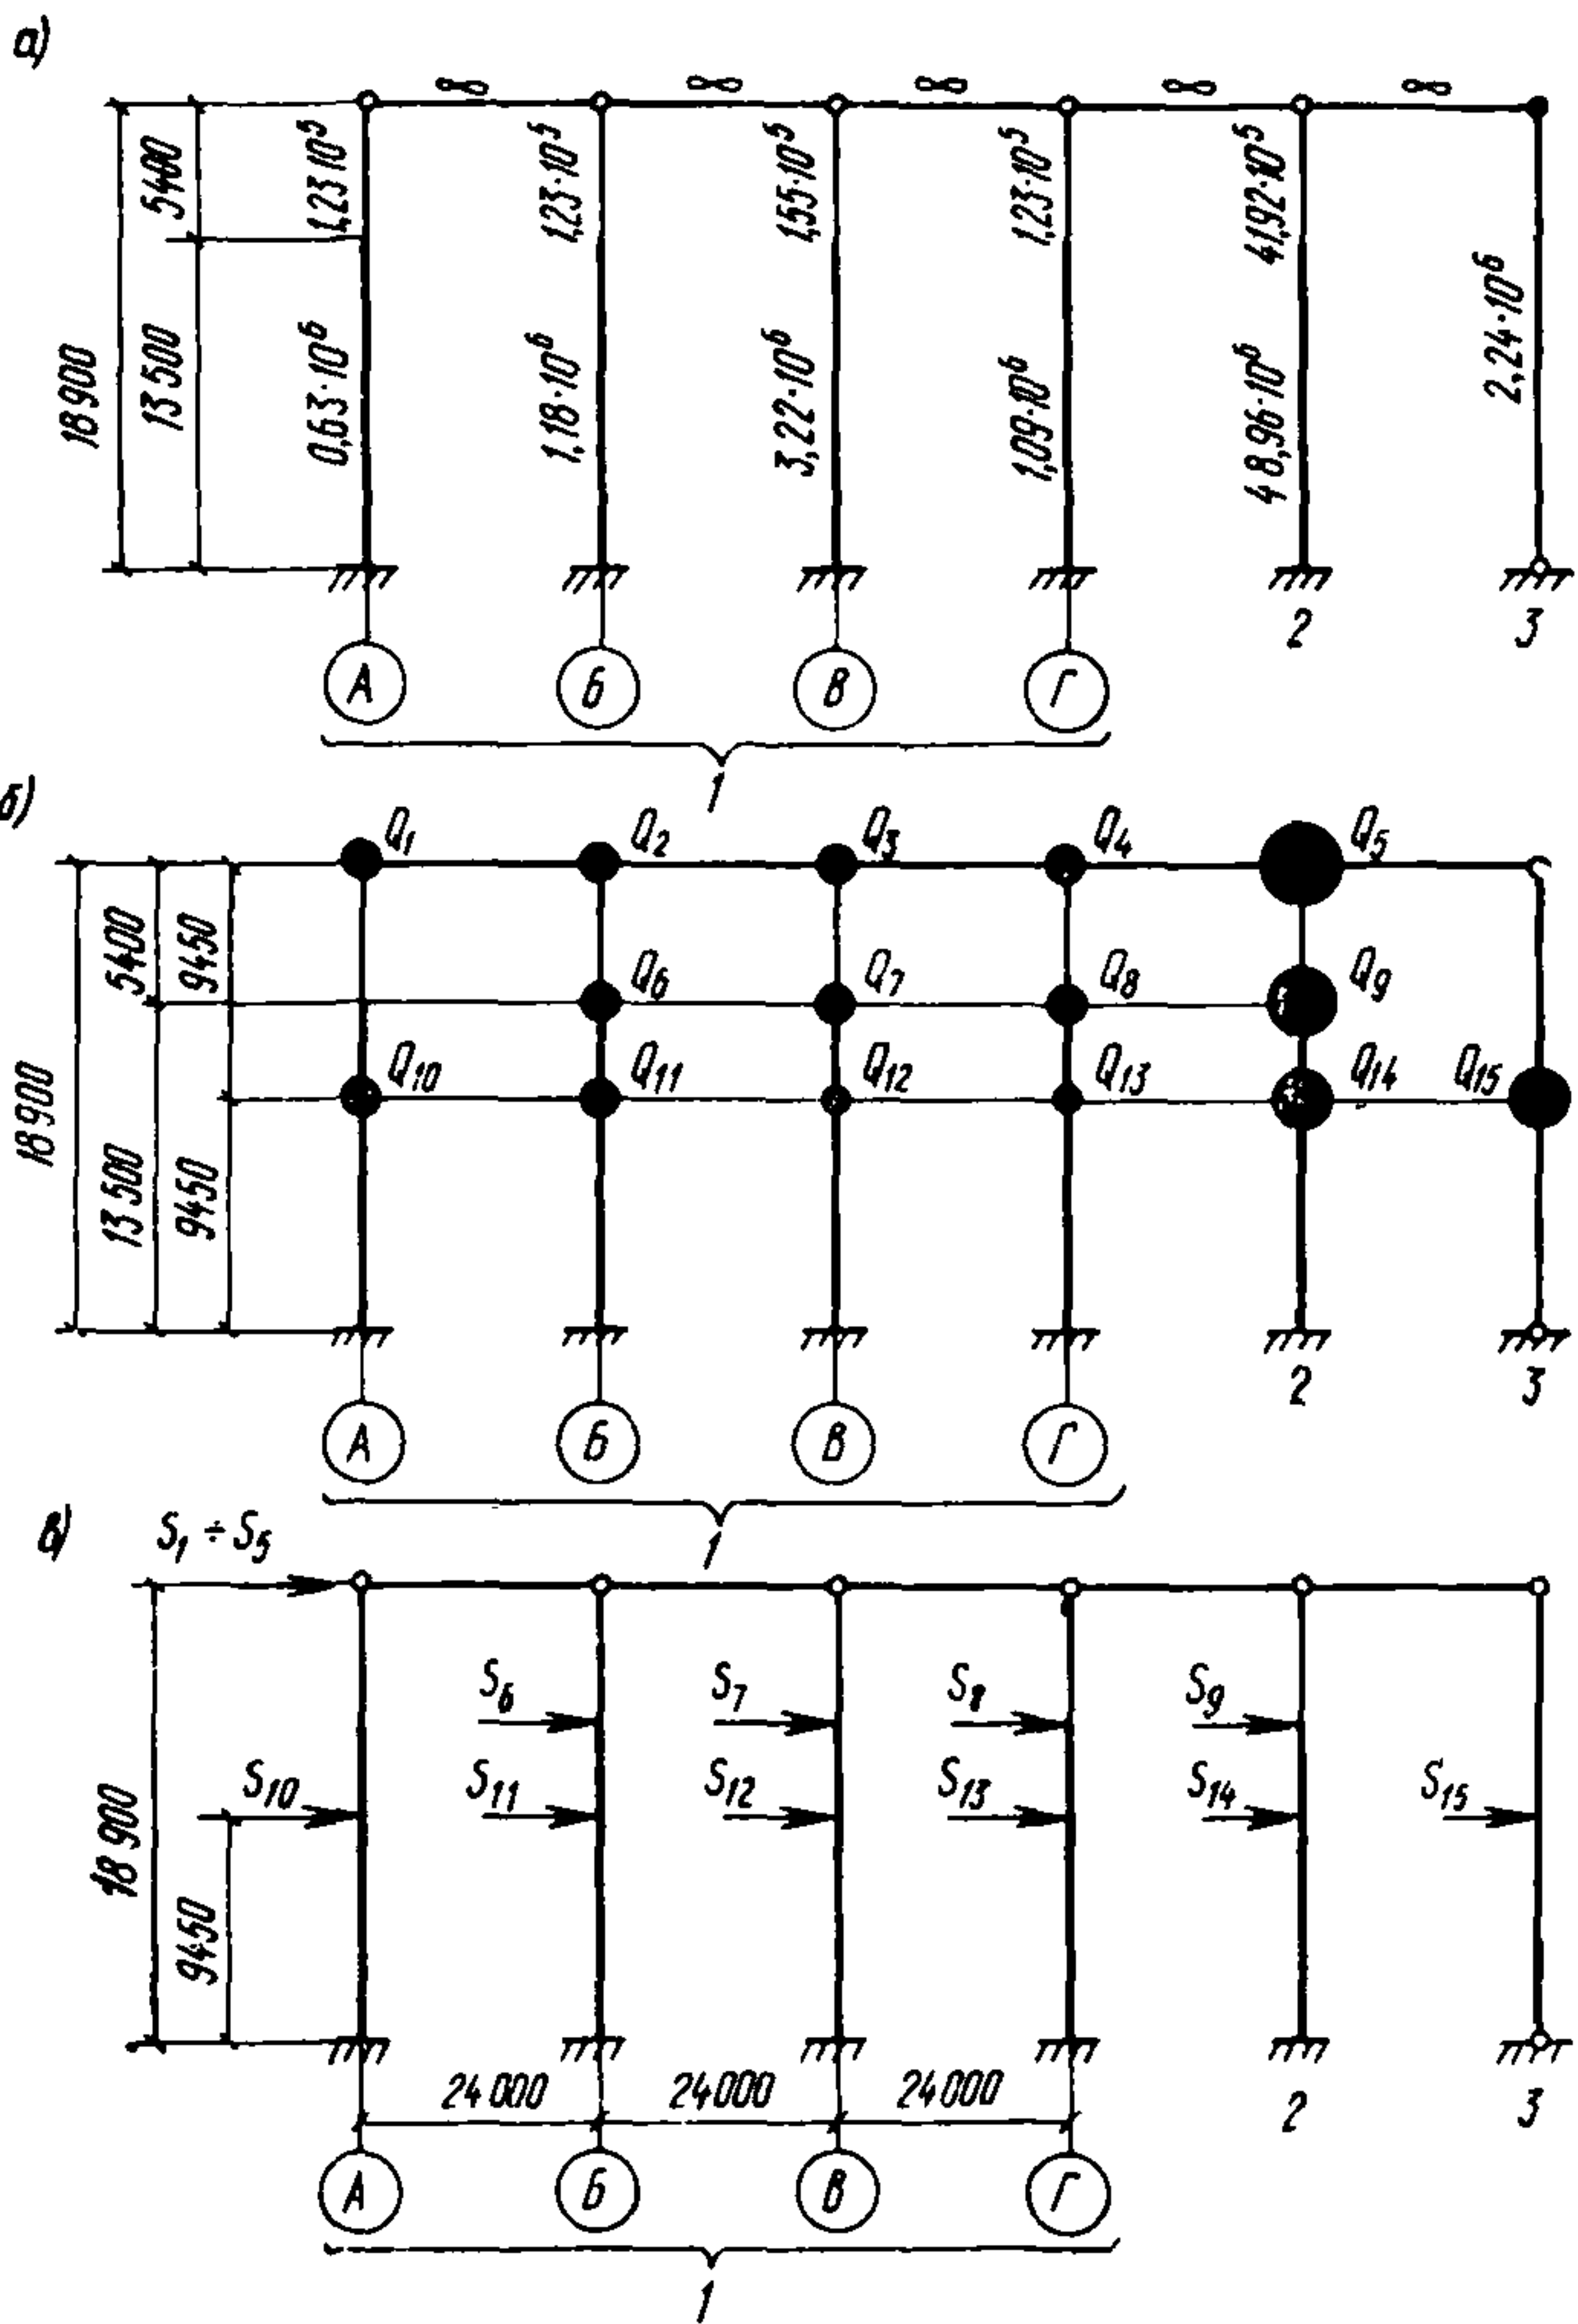 а)
∞ ∞ ∞ ∞ ∞
18900
5400
13500
1,23·10⁵
1,23·10⁵
1,55·10⁵
1,23·10⁵
41,92·10⁵
0,63·10⁶
1,18·10⁶
3,22·10⁶
1,09·10⁶
48,96·10⁶
2,24·10⁶
2 3
А Б В Г
1
б)
Q₁ Q₂ Q₃ Q₄ Q₅
Q₆ Q₇ Q₈ Q₉
Q₁₀ Q₁₁ Q₁₂ Q₁₃ Q₁₄ Q₁₅
18900
5400
13500
9450
9450
2 3
А Б В Г
1
в)
S₁ ÷ S₅
S₆ S₇ S₈ S₉
S₁₀ S₁₁ S₁₂ S₁₃ S₁₄ S₁₅
18900
9450
24000 24000 24000
2 3
А Б В Г
1